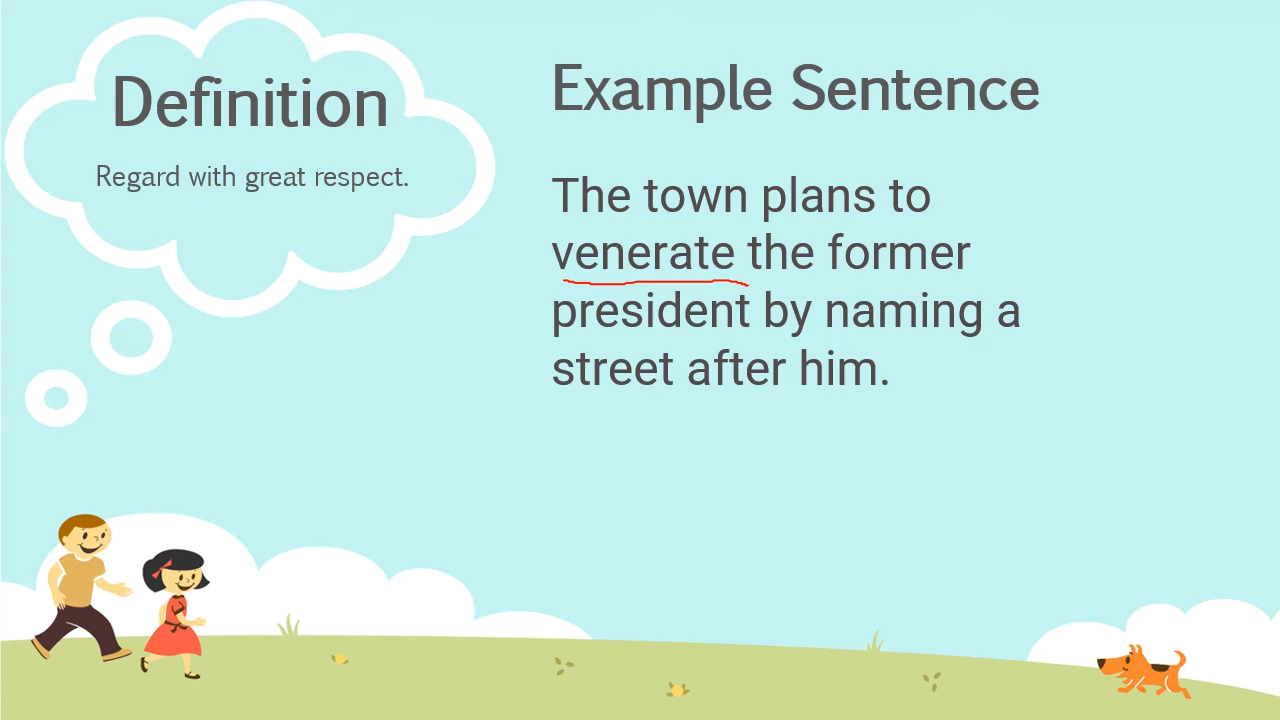 Definition
Regard with great respect.
Example Sentence
The town plans to
venerate the former
president by naming a
street after him.